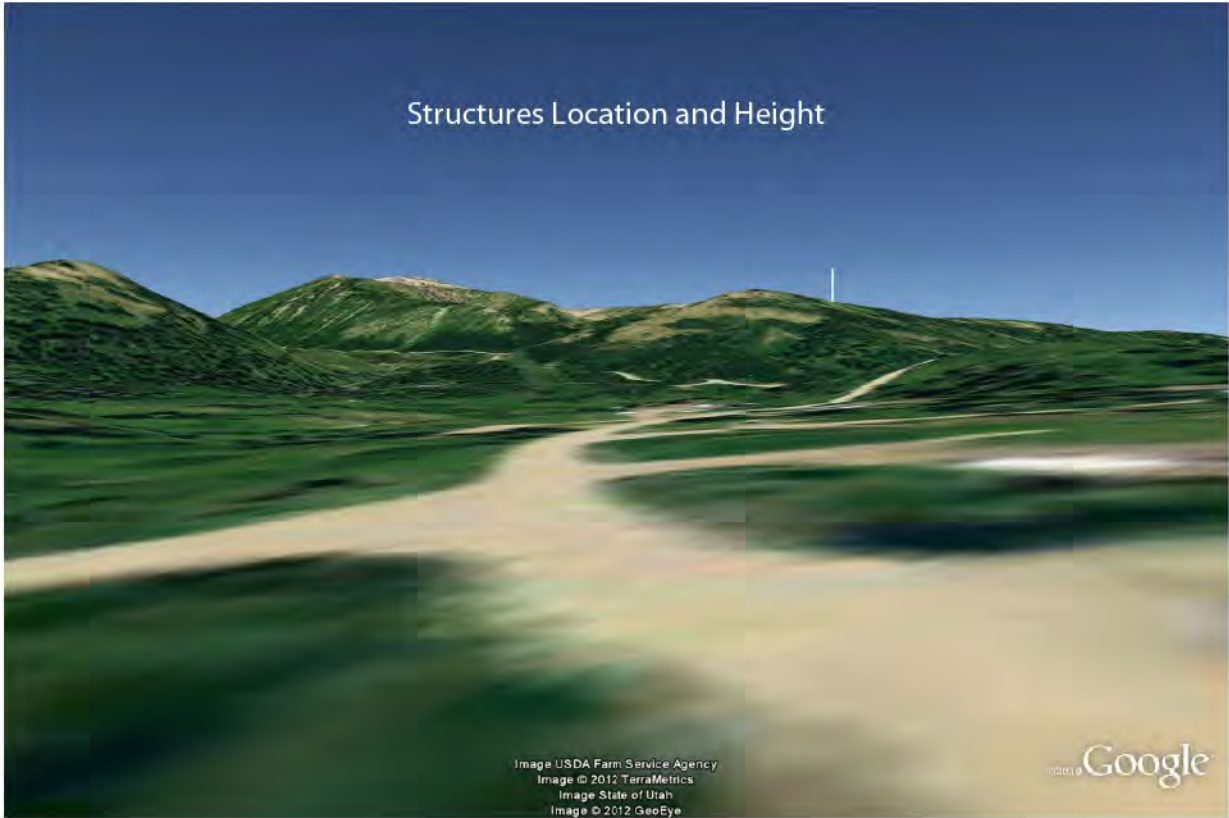 Structures Location and Height
Image USDA Farm Service Agency
Image © 2012 TerraMetrics
Image State of Utah
Image © 2012 GeoEye
Google